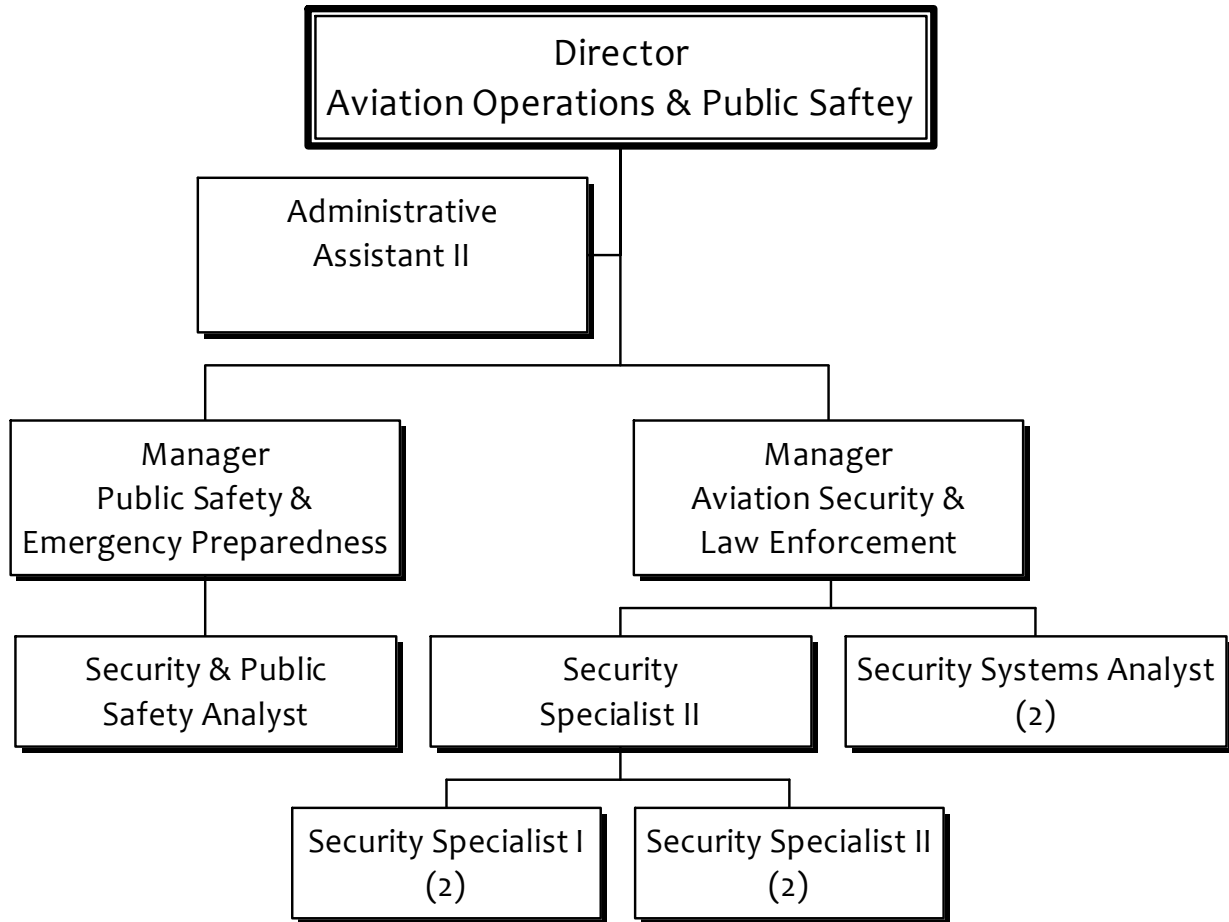 Director
Aviation Operations & Public Saftey
Administrative
Assistant II
Manager
Public Safety &
Emergency Preparedness
Manager
Aviation Security &
Law Enforcement
Security & Public
Safety Analyst
Security
Specialist II
Security Systems Analyst
(2)
Security Specialist I
(2)
Security Specialist II
(2)